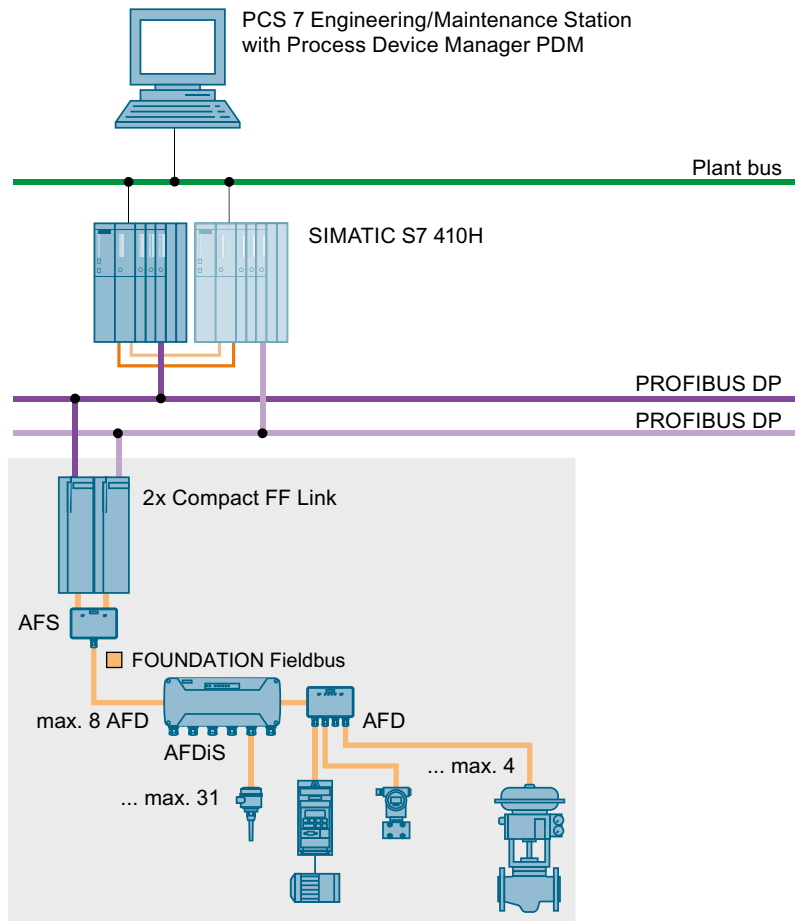 PCS 7 Engineering/Maintenance Station
with Process Device Manager PDM
Plant bus
SIMATIC S7 410H
PROFIBUS DP
PROFIBUS DP
2x Compact FF Link
AFS
FOUNDATION Fieldbus
max. 8 AFD
AFDiS
AFD
... max. 4
... max. 31